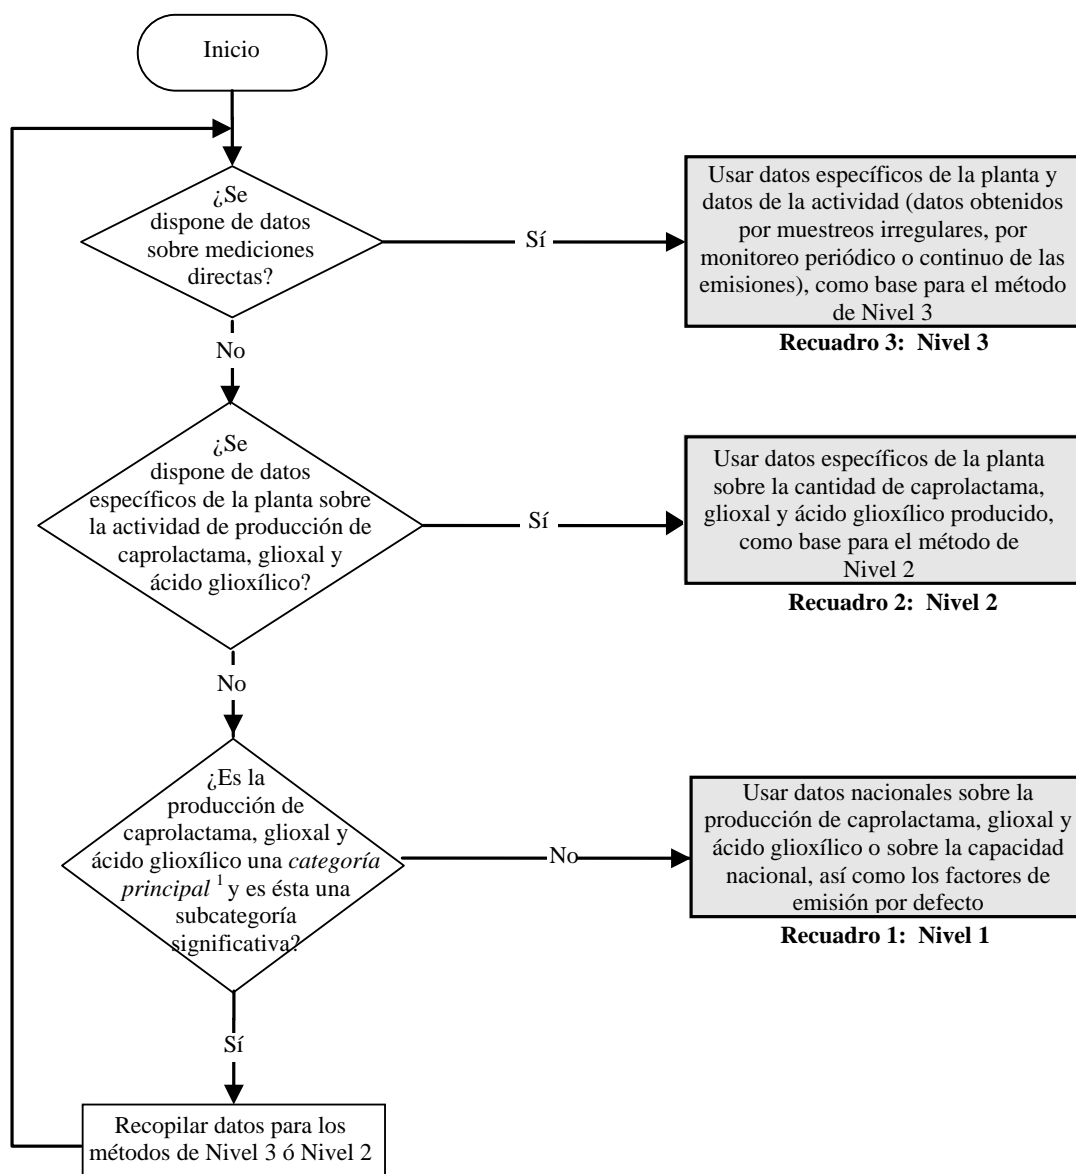 Inicio
¿Se
dispone de datos
sobre mediciones
directas?
Sí
Usar datos específicos de la planta y
datos de la actividad (datos obtenidos
por muestreos irregulares, por
monitoreo periódico o continuo de las
emisiones), como base para el método
de Nivel 3
Recuadro 3: Nivel 3
No
¿Se
dispone de datos
específicos de la planta sobre
la actividad de producción de
caprolactama, glioxal y
ácido glioxílico?
Sí
Usar datos específicos de la planta
sobre la cantidad de caprolactama,
glioxal y ácido glioxílico producido,
como base para el método de
Nivel 2
Recuadro 2: Nivel 2
No
¿Es la
producción de
caprolactama, glioxal y
ácido glioxílico una categoría
principal 1 y es ésta una
subcategoría
significativa?
No
Usar datos nacionales sobre la
producción de caprolactama, glioxal y
ácido glioxílico o sobre la capacidad
nacional, así como los factores de
emisión por defecto
Recuadro 1: Nivel 1
Sí
Recopilar datos para los
métodos de Nivel 3 ó Nivel 2